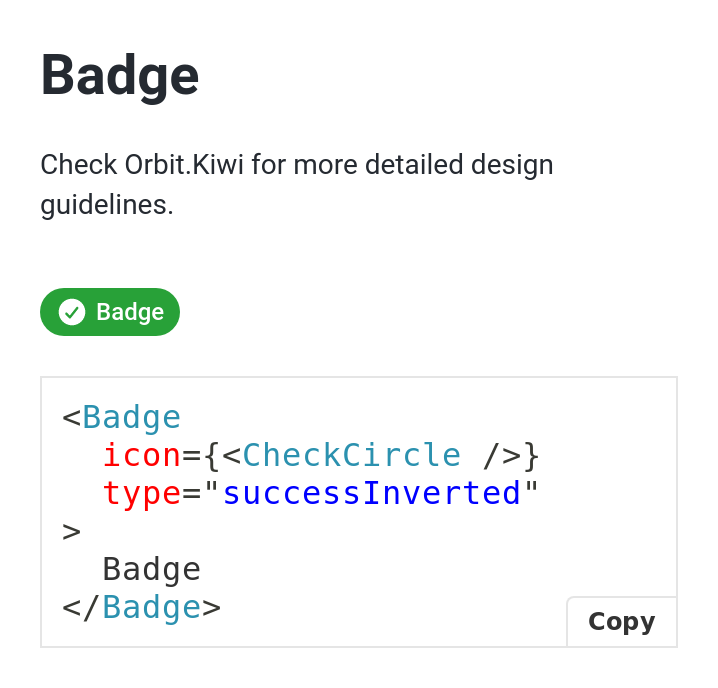 Badge
Check Orbit.Kiwi for more detailed design
guidelines.
Badge
<Badge
  icon={<CheckCircle />}
  type="successInverted"
>
  Badge
</Badge>
Copy